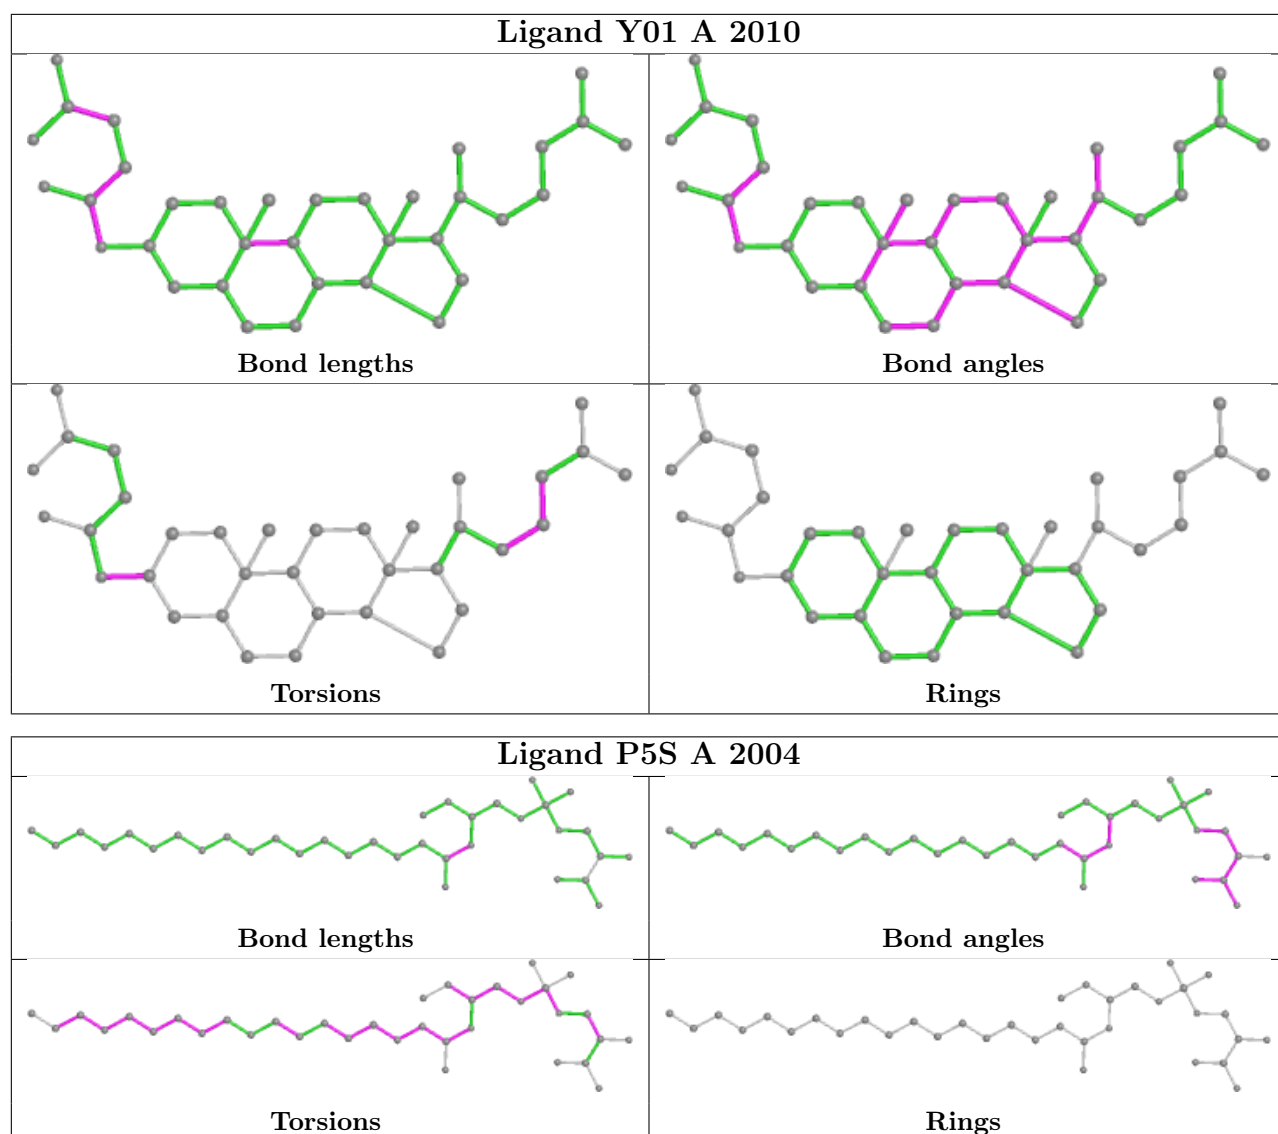 Ligand Y01 A 2010
Bond lengths
Bond angles
Torsions
Rings
Ligand P5S A 2004
Bond lengths
Bond angles
Torsions
Rings